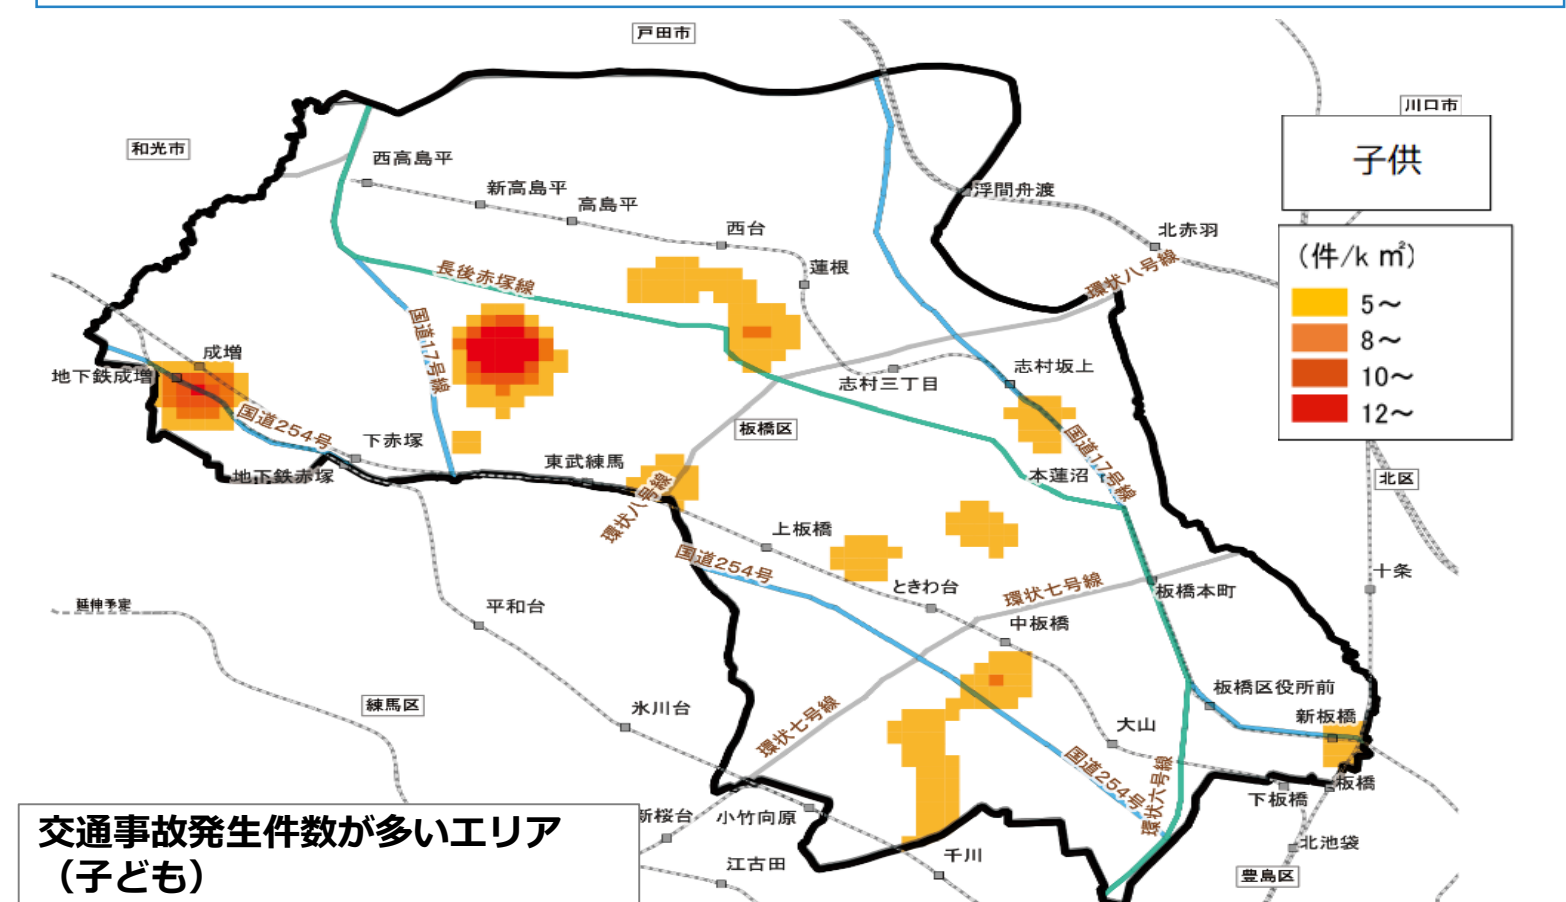 戸田市
川口市
和光市
子供
西高島平
新高島平
高島平
浮間舟渡
西台
北赤羽
(件/k㎡)
蓮根
環状八号線
長後赤塚線
5～
国道17号線
8～
成増
地下鉄成増
志村三丁目
志村坂上
10～
12～
国道254号
板橋区
下赤塚
地下鉄赤塚
東武練馬
国道17号線
本蓮沼
北区
環状八号線
上板橋
国道254号
十条
ときわ台
環状七号線
板橋本町
延伸予定
平和台
中板橋
板橋区役所前
練馬区
氷川台
環状七号線
大山
新板橋
国道254号
環状六号線
板橋
下板橋
交通事故発生件数が多いエリア
（子ども）
新桜台
小竹向原
江古田
千川
北池袋
豊島区